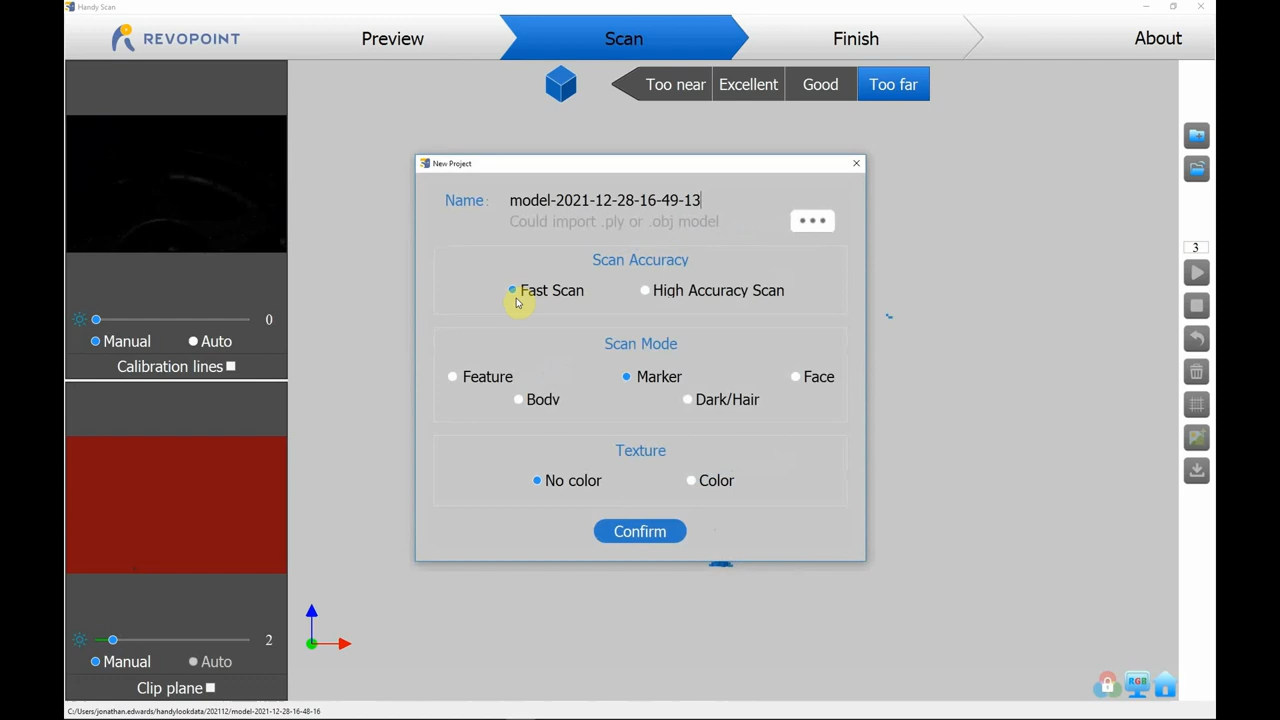 Handy Scan
REVOPOINT
Preview
Scan
Finish
About
Too near
Excellent
Good
Too far
New Project
Name:
model-2021-12-28-16-49-13
Could import .ply or .obj model
Scan Accuracy
Fast Scan
High Accuracy Scan
3
0
Manual
Auto
Calibration lines
Scan Mode
Feature
Marker
Face
Body
Dark/Hair
Texture
No color
Color
Confirm
2
Manual
Auto
Clip plane
RGB
C:/Users/jonathan.edwards/handylookdata/202112/model-2021-12-28-16-48-16